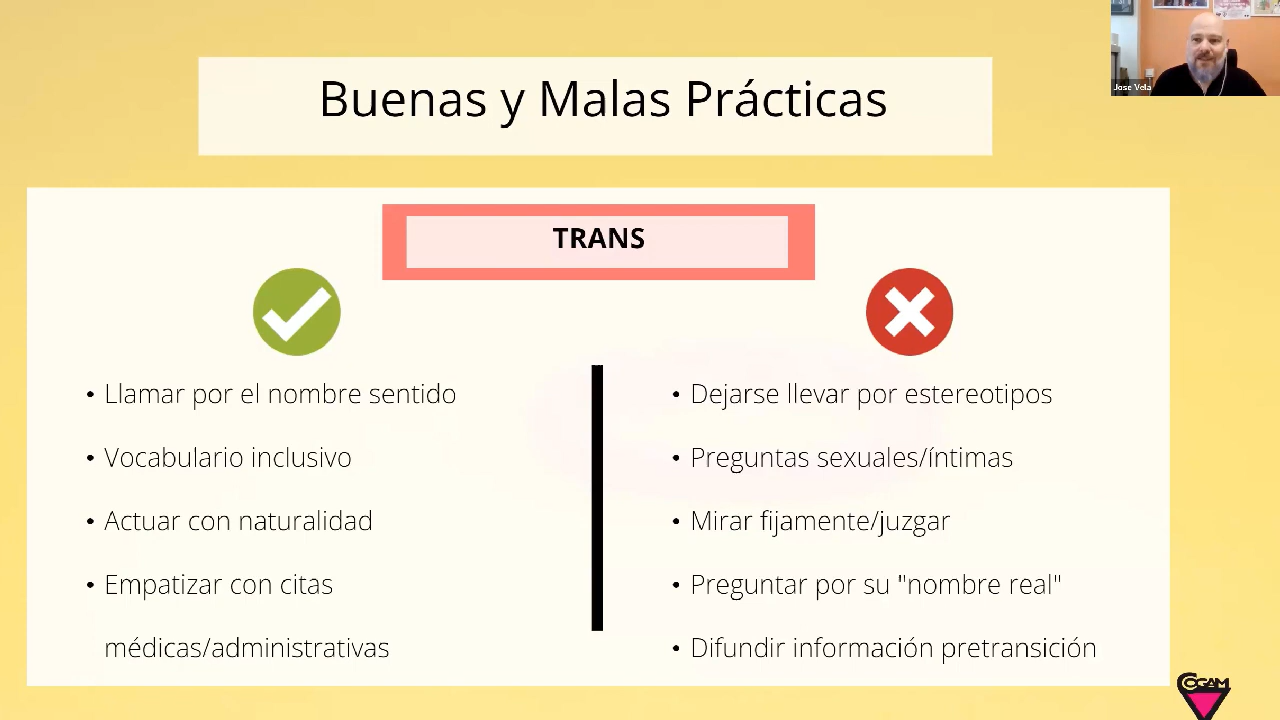 Buenas y Malas Prácticas
Jose Vela
TRANS
• Llamar por el nombre sentido
• Vocabulario inclusivo
• Actuar con naturalidad
• Empatizar con citas
médicas/administrativas
• Dejarse llevar por estereotipos
• Preguntas sexuales/íntimas
• Mirar fijamente/juzgar
• Preguntar por su "nombre real"
• Difundir información pretransición
COGAM